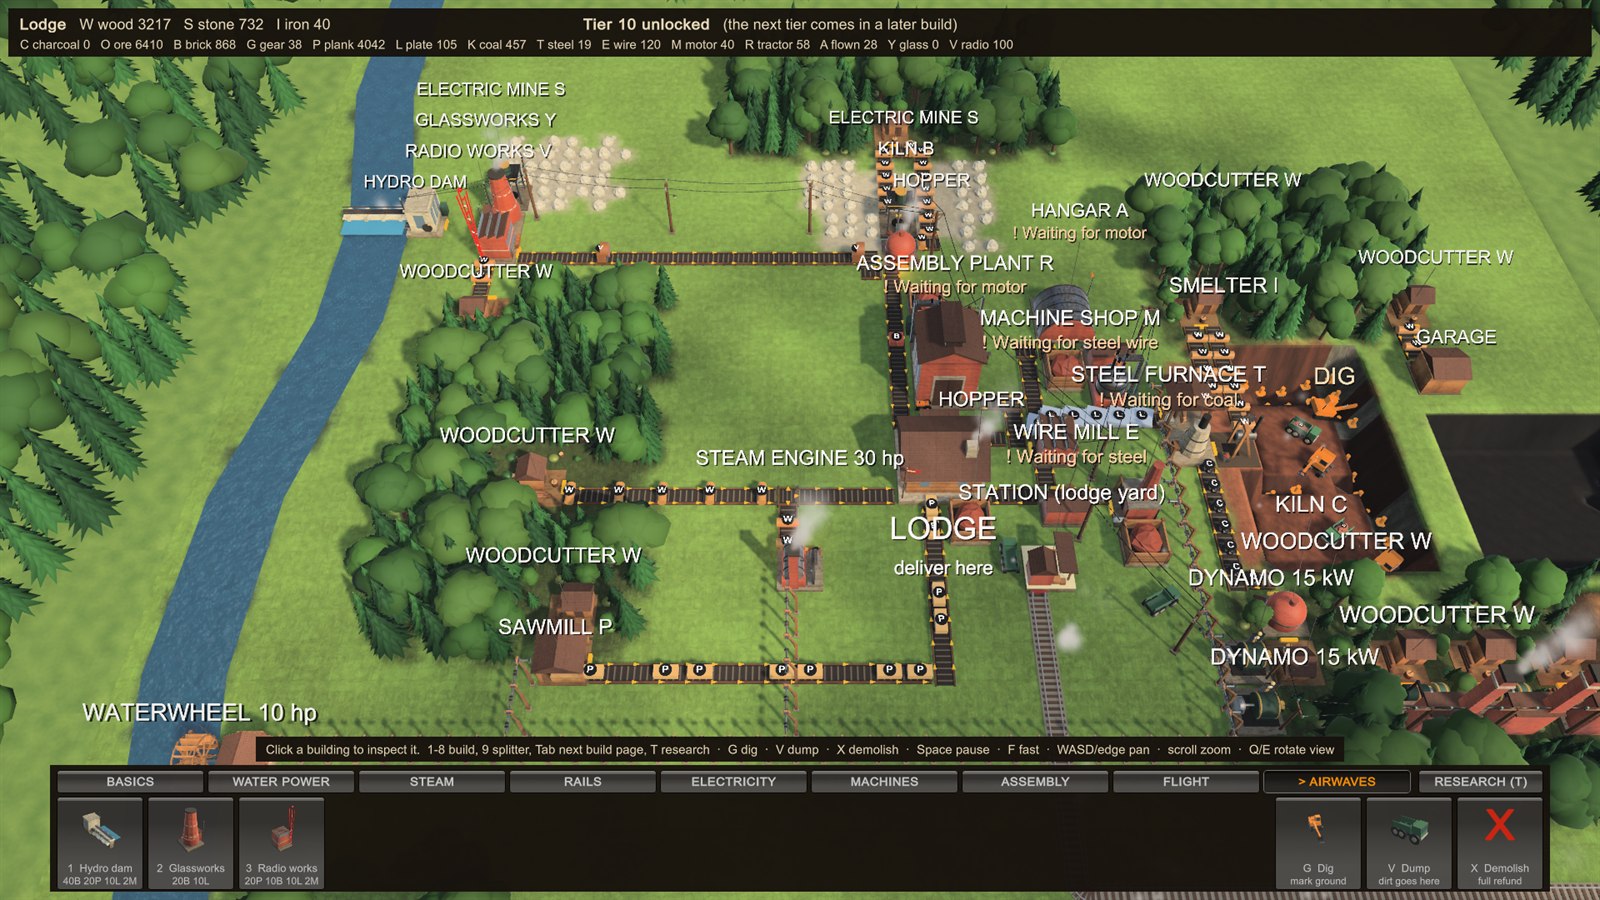 Lodge W wood 3217 S stone 732 I iron 40
Tier 10 unlocked (the next tier comes in a later build)
C charcoal 0 O ore 6410 B brick 868 G gear 38 P plank 4042 L plate 105 K coal 457 T steel 19 E wire 120 M motor 40 R tractor 58 A flown 28 Y glass 0 V radio 100
ELECTRIC MINE S
GLASSWORKS Y
RADIO WORKS V
HYDRO DAM
ELECTRIC MINE S
KILN B
HOPPER
WOODCUTTER W
HANGAR A
! Waiting for motor
WOODCUTTER W
WOODCUTTER W
ASSEMBLY PLANT R
! Waiting for motor
SMELTER I
MACHINE SHOP M
! Waiting for steel wire
GARAGE
STEEL FURNACE T
! Waiting for coal
DIG
HOPPER
WOODCUTTER W
WIRE MILL E
! Waiting for steel
STEAM ENGINE 30 hp
STATION (lodge yard)
KILN C
LODGE
deliver here
WOODCUTTER W
WOODCUTTER W
DYNAMO 15 kW
WOODCUTTER W
SAWMILL P
DYNAMO 15 kW
WATERWHEEL 10 hp
Click a building to inspect it. 1-8 build, 9 splitter, Tab next build page, T research · G dig · V dump · X demolish · Space pause · F fast · WASD/edge pan · scroll zoom · Q/E rotate view
BASICS WATER POWER STEAM RAILS ELECTRICITY MACHINES ASSEMBLY FLIGHT > AIRWAVES RESEARCH (T)
1 Hydro dam
40B 20P 10L 2M
2 Glassworks
20B 10L
3 Radio works
20P 10B 10L 2M
G Dig
mark ground
V Dump
dirt goes here
X Demolish
full refund